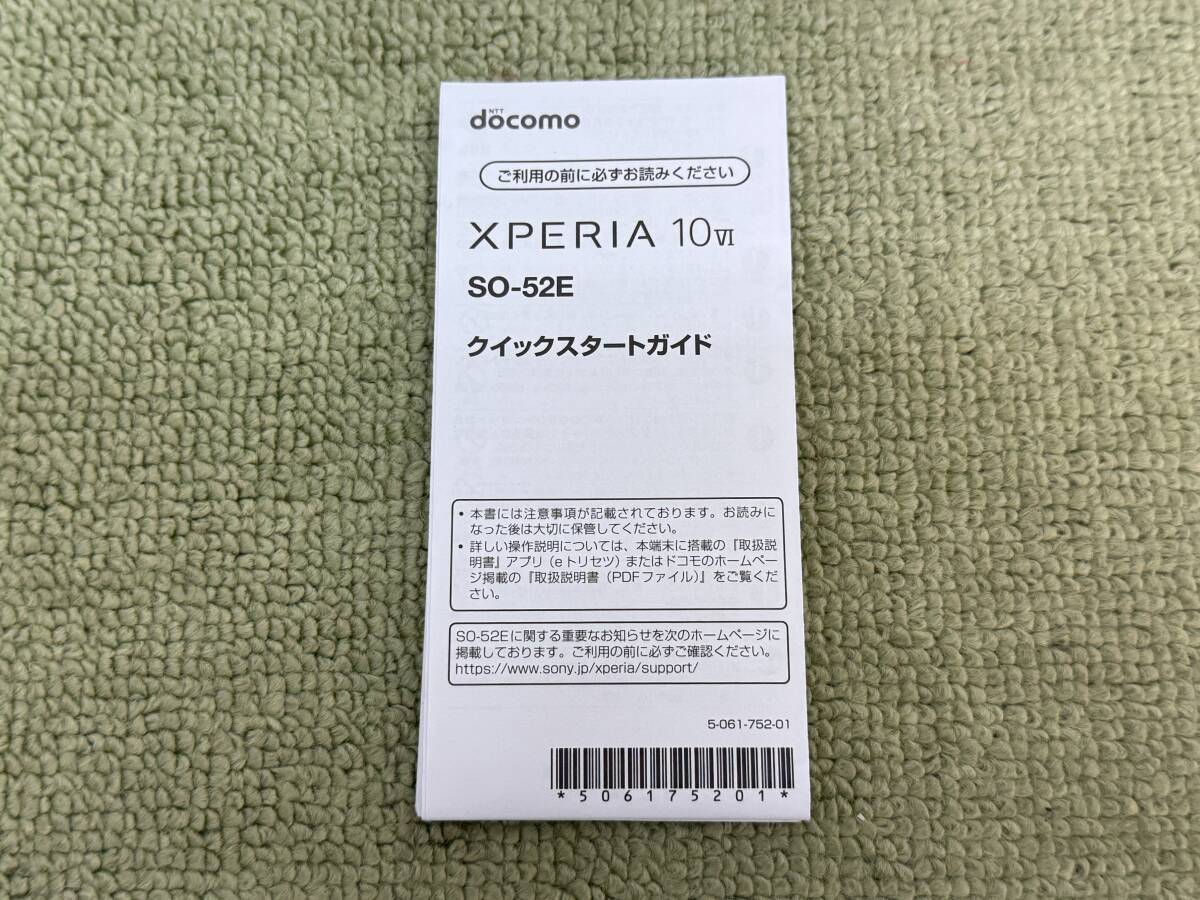 NTT
döcomo
ご利用の前に必ずお読みください
XPERIA 10 VI
SO-52E
クイックスタートガイド
• 本書には注意事項が記載されております。お読みに
なった後は大切に保管してください。
• 詳しい操作説明については、本端末に搭載の『取扱説
明書』アプリ(eトリセツ)またはドコモのホームペー
ジ掲載の『取扱説明書(PDFファイル)』をご覧くだ
さい。
SO-52Eに関する重要なお知らせを次のホームページに
掲載しております。ご利用の前に必ずご確認ください。
https://www.sony.jp/xperia/support/
5-061-752-01
*506175201*